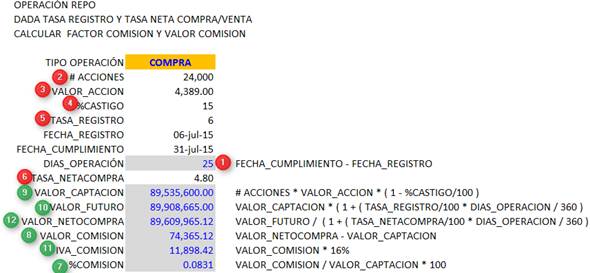 OPERACIÓN REPO
DADA TASA REGISTRO Y TASA NETA COMPRA/VENTA
CALCULAR FACTOR COMISION Y VALOR COMISION
TIPO OPERACIÓN COMPRA
2 # ACCIONES 24,000
3 VALOR_ACCION 4,389.00
4 %CASTIGO 15
5 TASA_REGISTRO 6
FECHA_REGISTRO 06-jul-15
FECHA_CUMPLIMIENTO 31-jul-15
DIAS_OPERACIÓN 25 1 FECHA_CUMPLIMIENTO - FECHA_REGISTRO
6 TASA_NETACOMPRA 4.80
9 VALOR_CAPTACION 89,535,600.00 # ACCIONES * VALOR_ACCION * ( 1 - %CASTIGO/100 )
10 VALOR_FUTURO 89,908,665.00 VALOR_CAPTACION * ( 1 + ( TASA_REGISTRO/100 * DIAS_OPERACION / 360 )
12 VALOR_NETOCOMPRA 89,609,965.12 VALOR_FUTURO / ( 1 + ( TASA_NETACOMPRA/100 * DIAS_OPERACION / 360 )
8 VALOR_COMISION 74,365.12 VALOR_NETOCOMPRA - VALOR_CAPTACION
11 IVA_COMISION 11,898.42 VALOR_COMISION * 16%
7 %COMISION 0.0831 VALOR_COMISION / VALOR_CAPTACION * 100